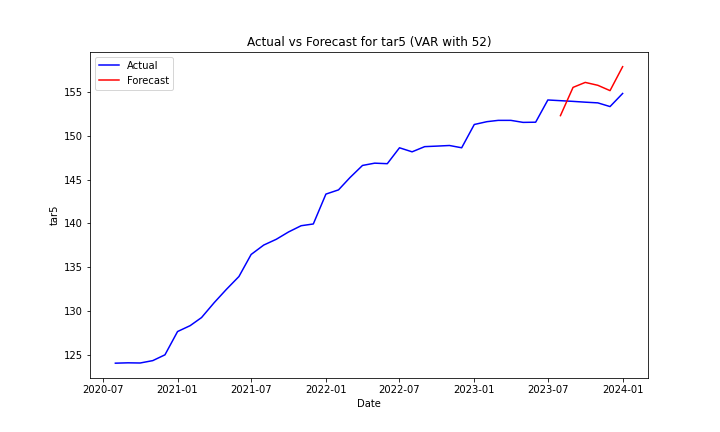 Actual vs Forecast for tar5 (VAR with 52)
Actual
Forecast
155
150
145
140
135
130
125
tar5
2020-07 2021-01 2021-07 2022-01 2022-07 2023-01 2023-07 2024-01
Date